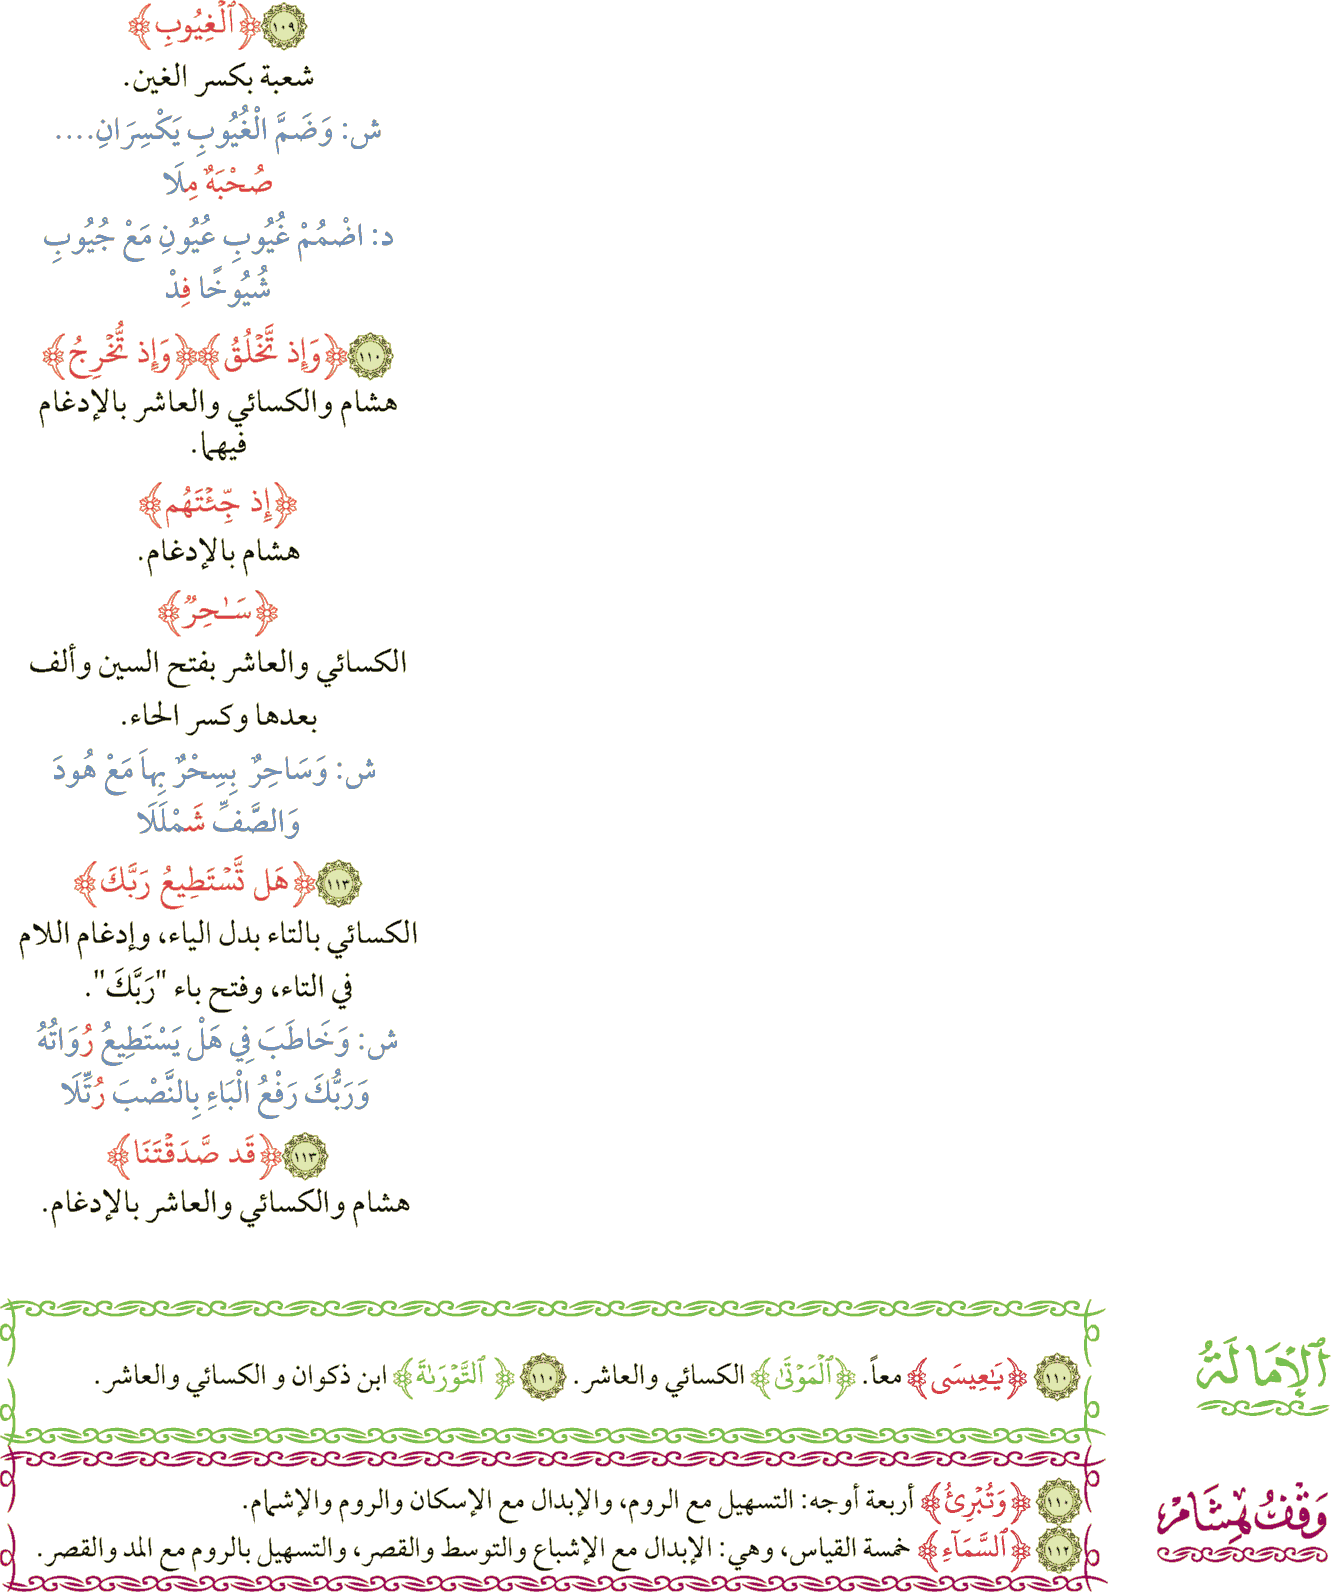 ١٠٩ ﴿ٱلْغِيُوبِ﴾
شعبة بكسر الغين.
ش: وَضَمَّ الْغُيُوبِ يَكْسِرَانِ....
صُحْبَةٌ مِلَا
د: اضْمُمْ غُيُوبِ عُيُونِ مَعْ جُيُوبِ
شُيُوخًا فِدْ
١١٠ ﴿وَإِذ تَّخْلُقُ﴾ ﴿وَإِذ تُّخْرِجُ﴾
هشام والكسائي والعاشر بالإدغام
فيهما.
﴿إِذ جِّئْتَهُم﴾
هشام بالإدغام.
﴿سَـٰحِرٌ﴾
الكسائي والعاشر بفتح السين وألف
بعدها وكسر الحاء.
ش: وَسَاحِرٌ بِسِحْرٌ بِهاَ مَعْ هُودَ
وَالصَّفِّ شَمْلَلَا
١١٣ ﴿هَل تَّسْتَطِيعُ رَبَّكَ﴾
الكسائي بالتاء بدل الياء، وإدغام اللام
في التاء، وفتح باء "رَبَّكَ".
ش: وَخَاطَبَ فِي هَلْ يَسْتَطِيعُ رُوَاتُهُ
وَرَبُّكَ رَفْعُ الْبَاءِ بِالنَّصْبَ رُتِّلَا
١١٣ ﴿قَد صَّدَقْتَنَا﴾
هشام والكسائي والعاشر بالإدغام.
ٱلْإِمَالَةُ
١١٠ ﴿يَـٰعِيسَى﴾ معاً. ﴿ٱلْمَوْتَىٰ﴾ الكسائي والعاشر. ١١٠ ﴿ٱلتَّوْرَىٰةَ﴾ ابن ذكوان و الكسائي والعاشر.
وَقْفُ هِشَامْ
١١٠ ﴿وَتُبْرِئُ﴾ أربعة أوجه: التسهيل مع الروم، والإبدال مع الإسكان والروم والإشمام.
١١٢ ﴿ٱلسَّمَآءِ﴾ خمسة القياس، وهي: الإبدال مع الإشباع والتوسط والقصر، والتسهيل بالروم مع المد والقصر.